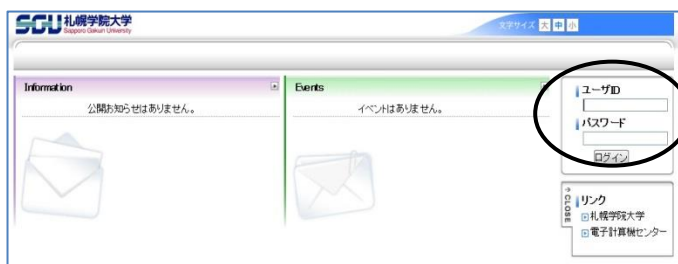 SGU 札幌学院大学
Sapporo Gakuin University
文字サイズ 大 中 小
Information
公開お知らせはありません。
Events
イベントはありません。
ユーザID
パスワード
ログイン
CLOSE
リンク
札幌学院大学
電子計算機センター